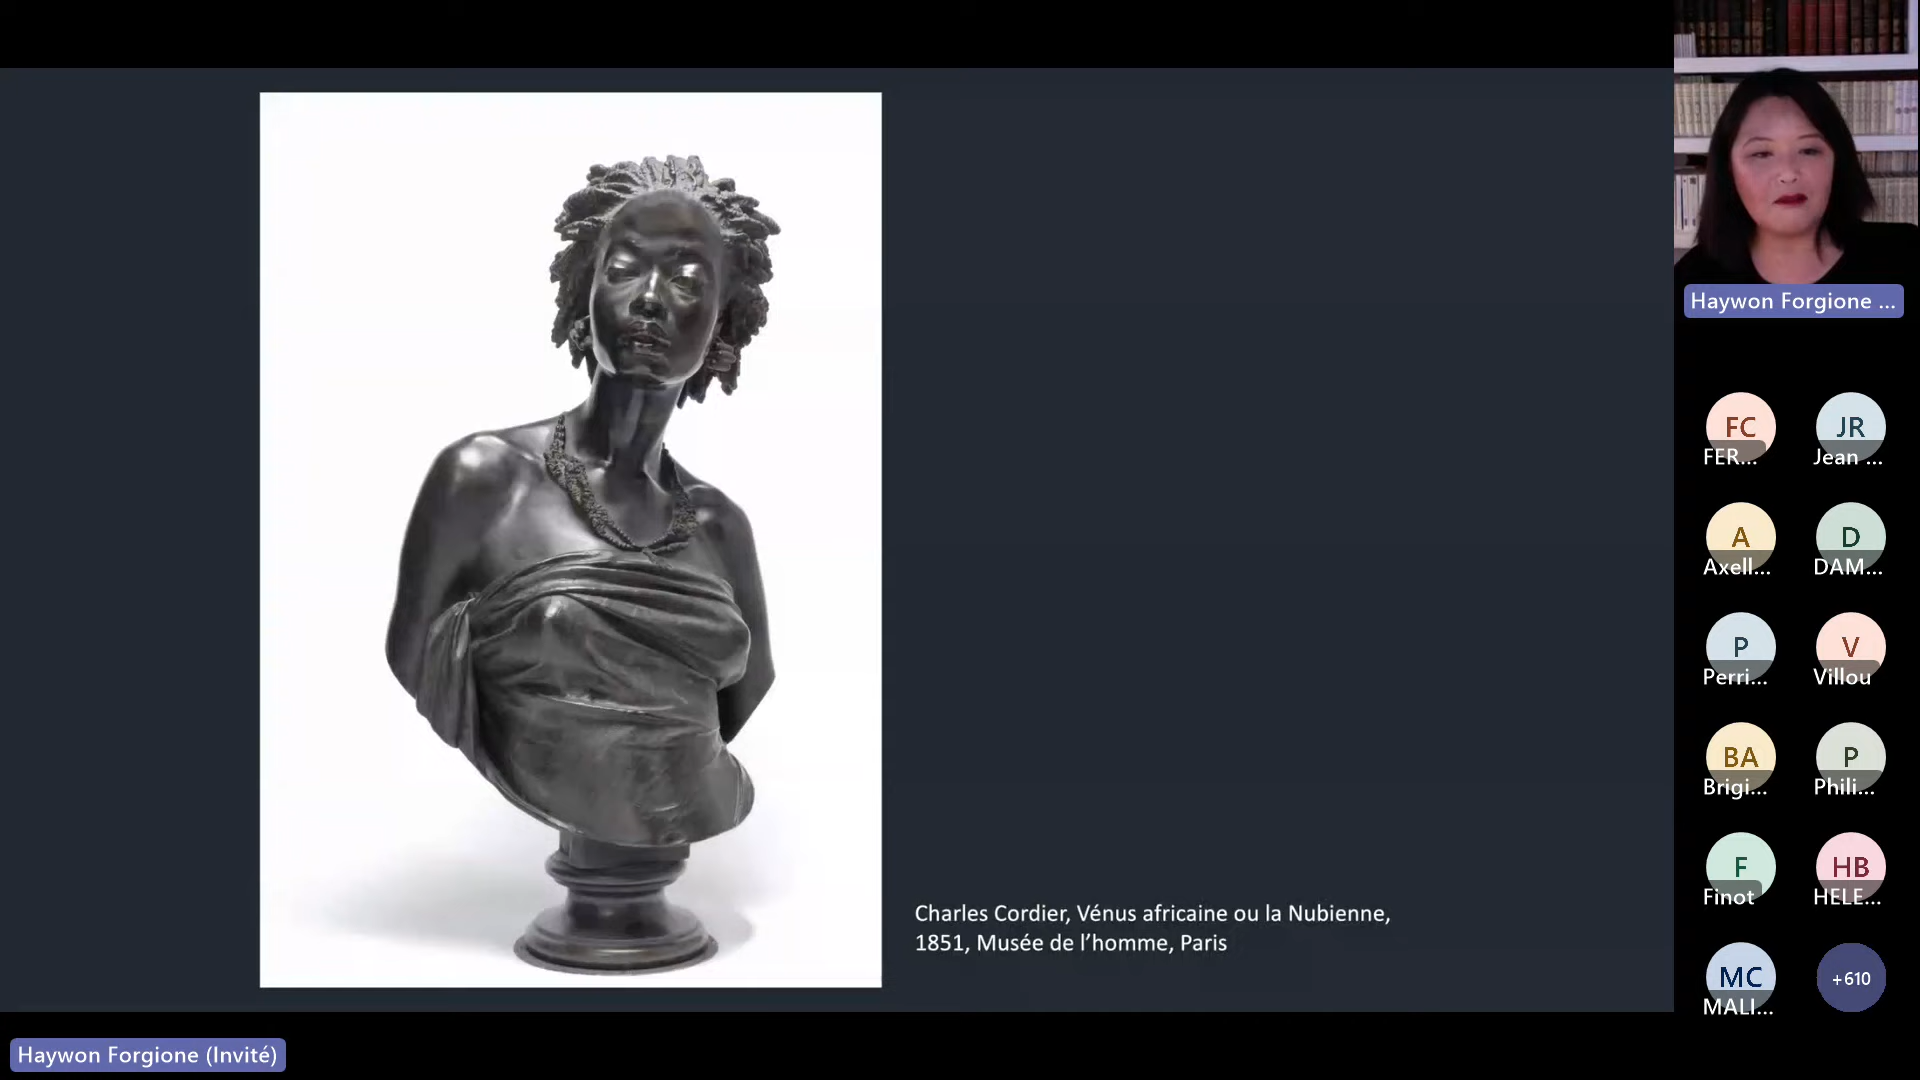 Charles Cordier, Vénus africaine ou la Nubienne,
1851, Musée de l'homme, Paris
Haywon Forgione ...
FC
FER...
JR
Jean ...
A
Axell...
D
DAM...
P
Perri...
V
Villou
BA
Brigi...
P
Phili...
F
Finot
HB
HELE...
MC
MALI...
+610
Haywon Forgione (Invité)